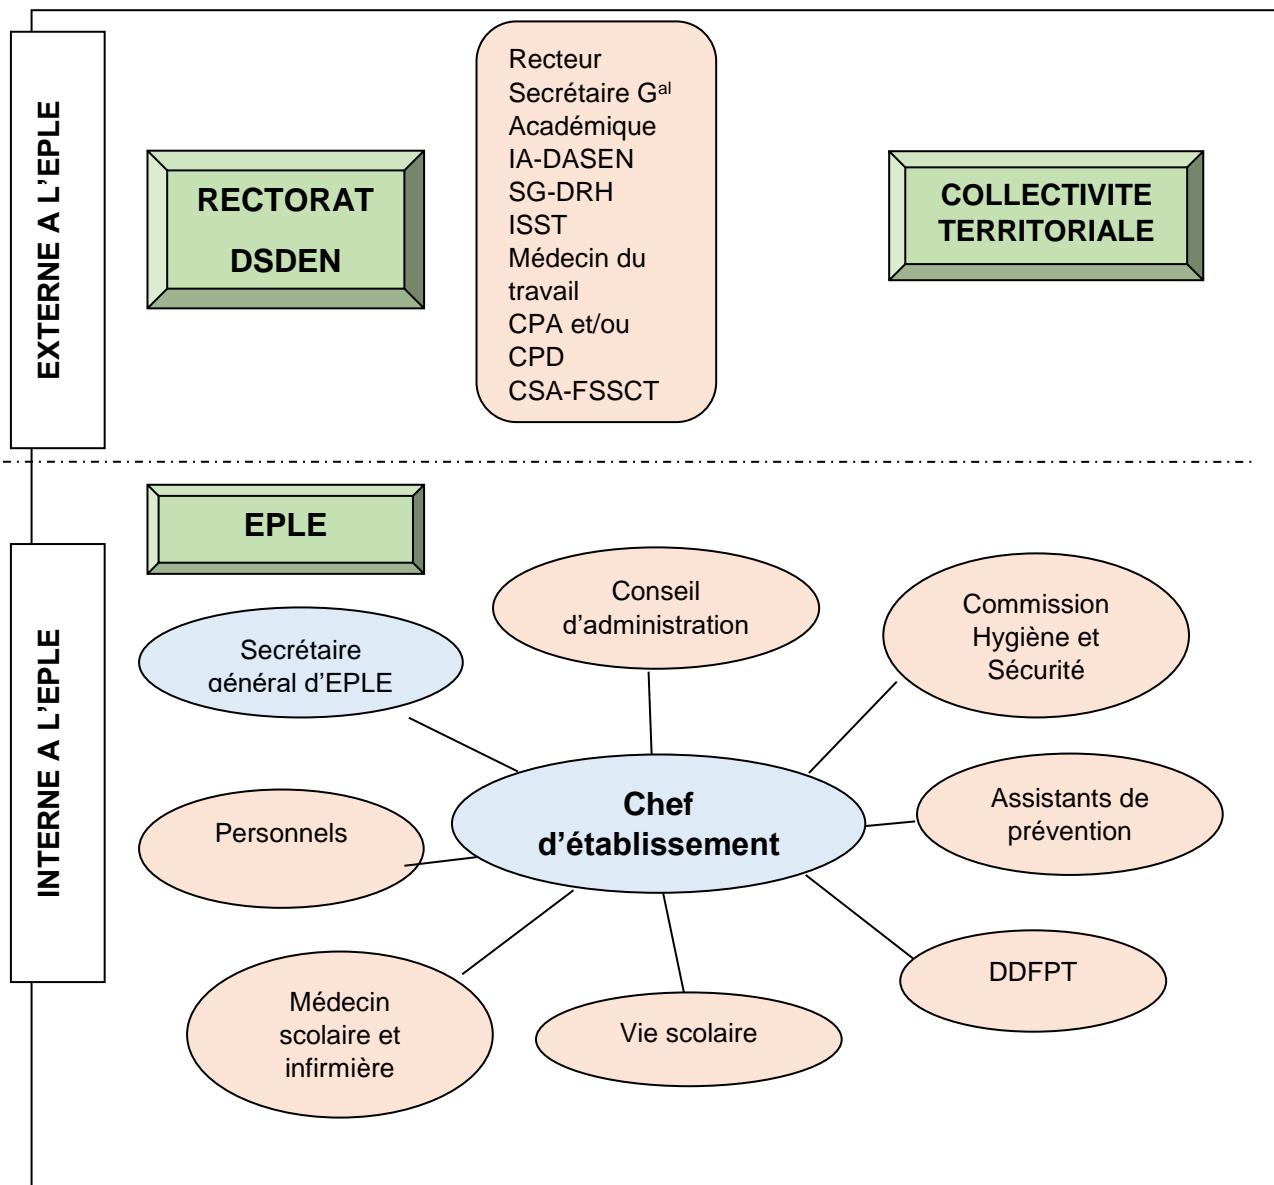 EXTERNE A L’EPLE
RECTORAT
DSDEN
Recteur
Secrétaire Gal
Académique
IA-DASEN
SG-DRH
ISST
Médecin du
travail
CPA et/ou
CPD
CSA-FSSCT
COLLECTIVITE
TERRITORIALE
INTERNE A L’EPLE
EPLE
Secrétaire
général d’EPLE
Conseil
d’administration
Commission
Hygiène et
Sécurité
Personnels
Chef
d’établissement
Assistants de
prévention
Médecin
scolaire et
infirmière
Vie scolaire
DDFPT